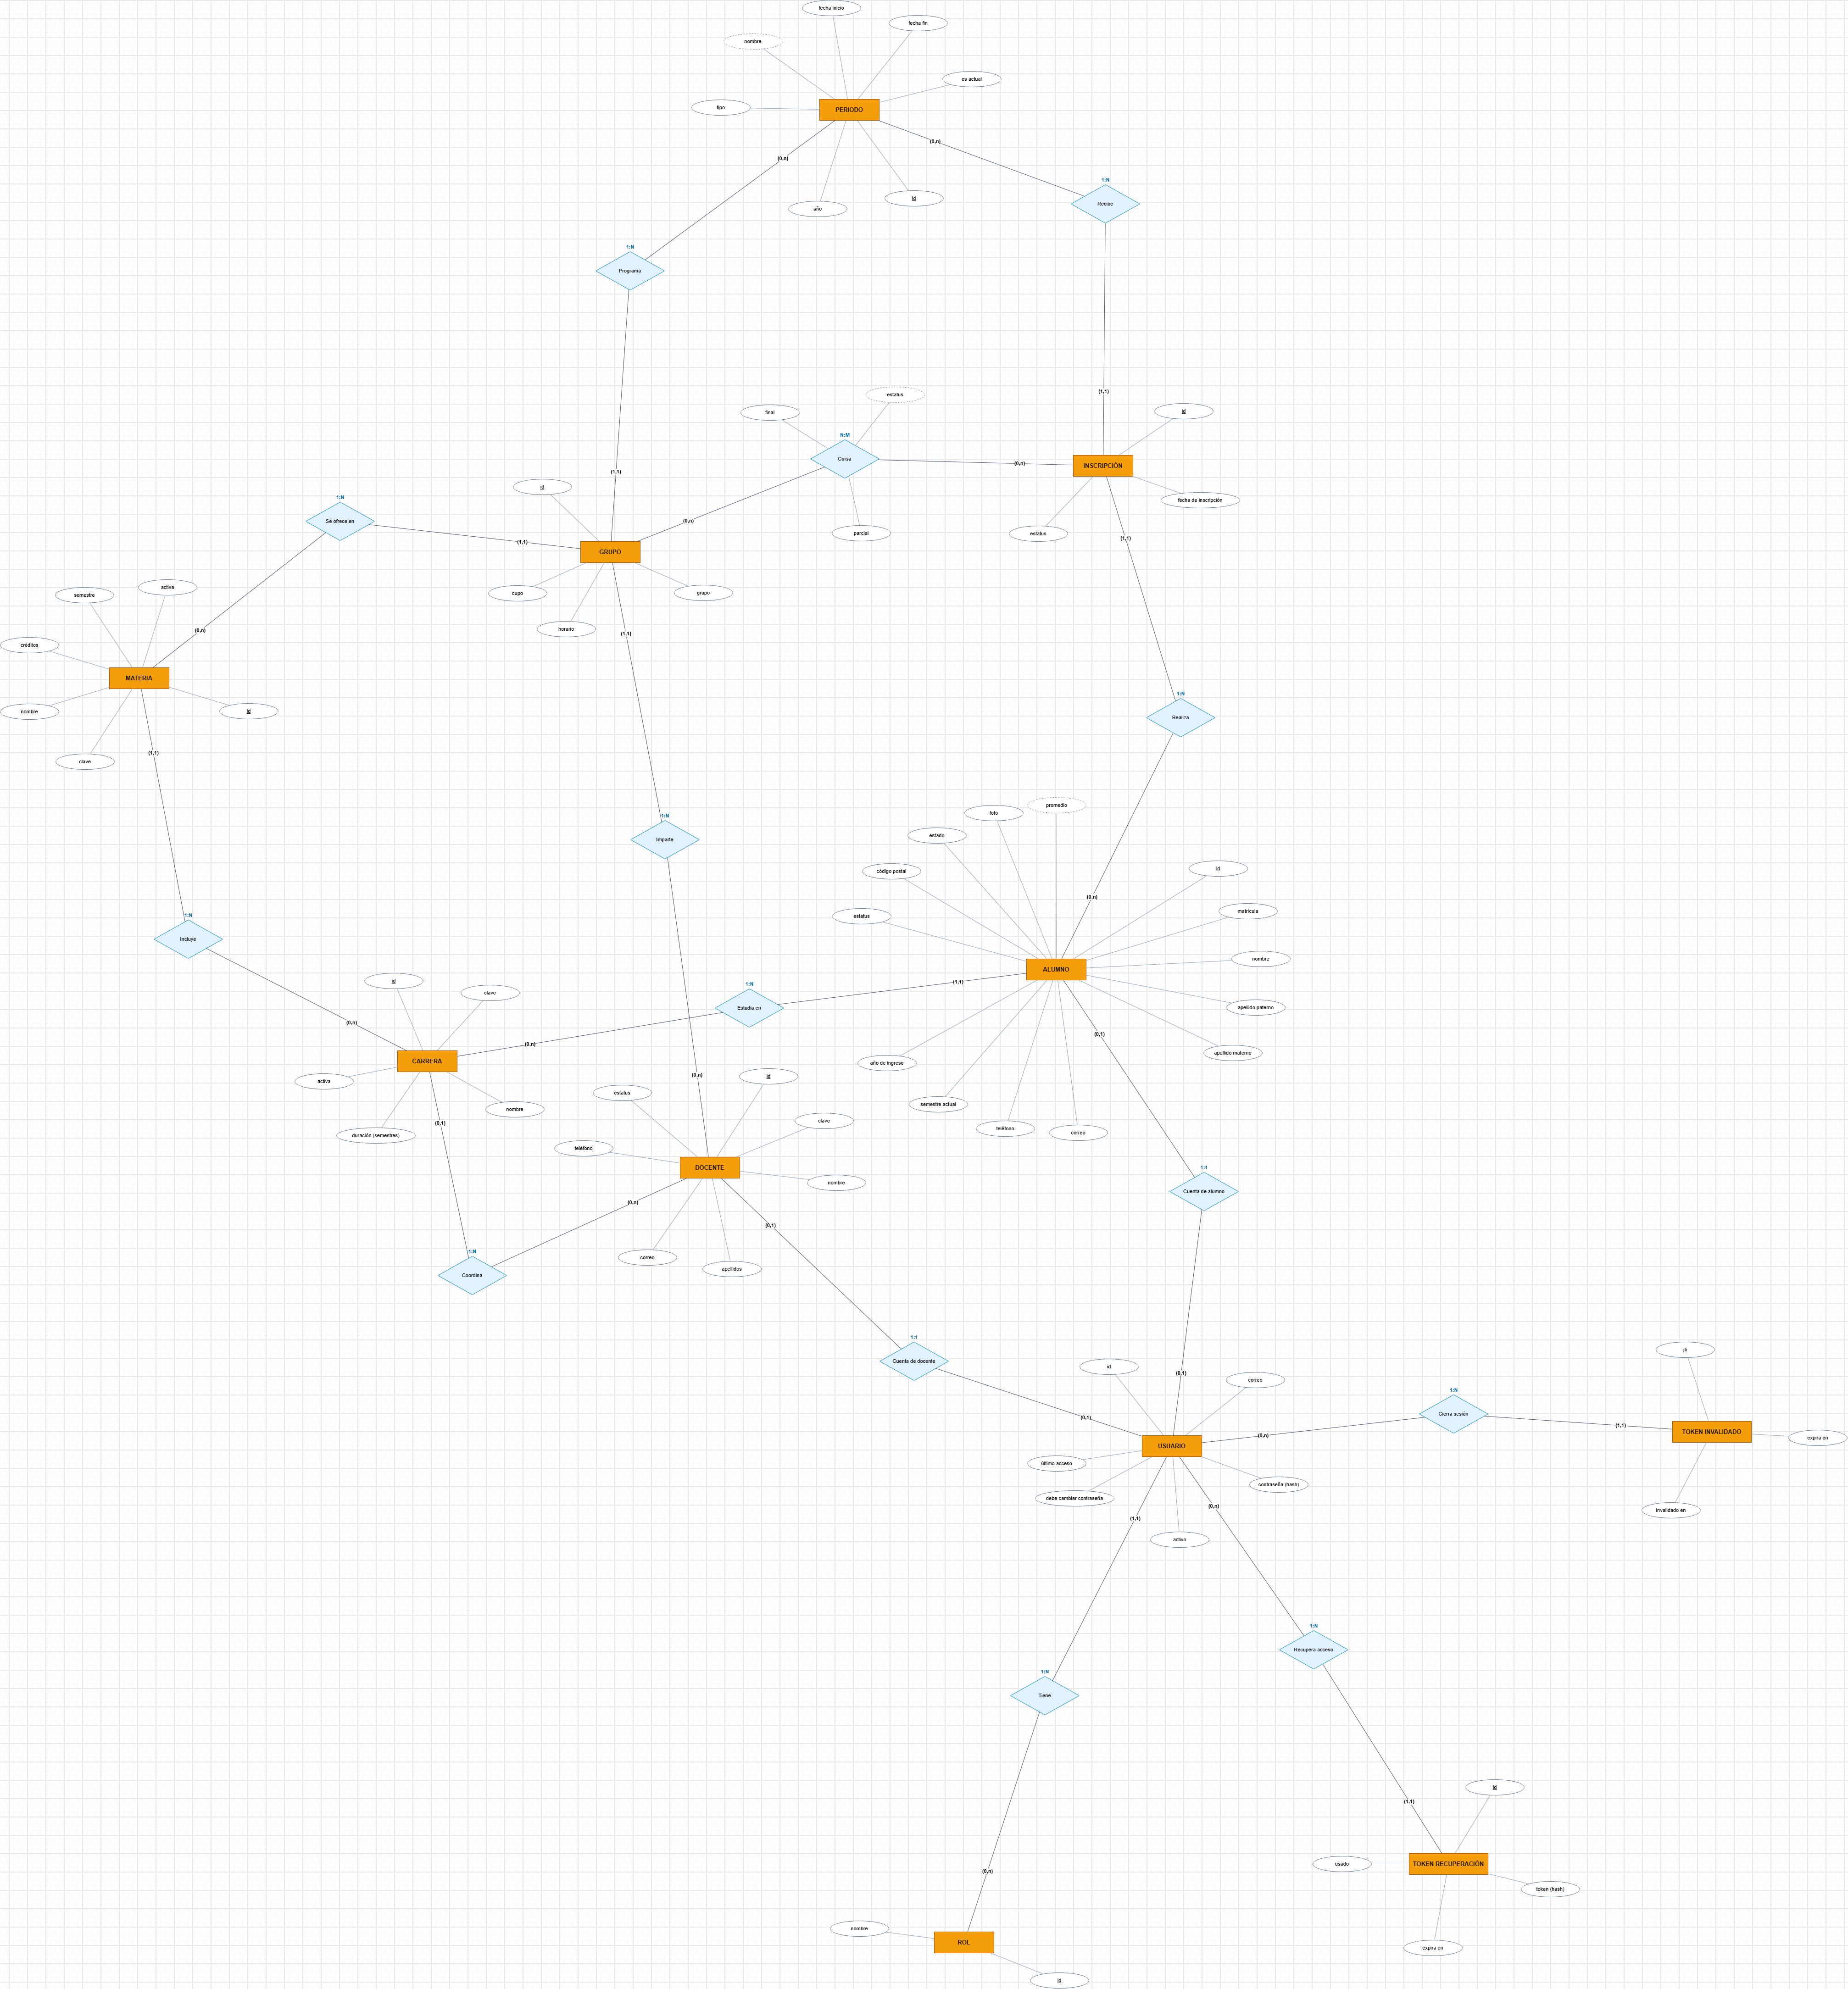 fecha inicio
fecha fin
nombre
es actual
tipo
PERIODO
(0,n)
(0,n)
1:N
id
Recibe
año
1:N
Programa
(1,1)
estatus
final
id
N:M
Cursa
(0,n)
INSCRIPCIÓN
(1,1)
id
1:N
fecha de inscripción
Se ofrece en
(0,n)
parcial
estatus
(1,1)
(1,1)
GRUPO
activa
cupo
grupo
semestre
horario
(0,n)
(1,1)
créditos
MATERIA
nombre
id
1:N
Realiza
(1,1)
clave
promedio
foto
1:N
estado
Imparte
id
código postal
(0,n)
matrícula
1:N
estatus
Incluye
nombre
ALUMNO
id
(1,1)
1:N
clave
Estudia en
apellido paterno
(0,n)
(0,1)
(0,n)
apellido materno
CARRERA
año de ingreso
(0,n)
id
activa
estatus
semestre actual
nombre
(0,1)
clave
teléfono
correo
duración (semestres)
teléfono
DOCENTE
1:1
nombre
Cuenta de alumno
(0,n)
(0,1)
1:N
correo
apellidos
Coordina
1:1
Cuenta de docente
id
(0,1)
correo
jti
1:N
Cierra sesión
(0,1)
(1,1)
TOKEN INVALIDADO
(0,n)
expira en
USUARIO
último acceso
contraseña (hash)
debe cambiar contraseña
(0,n)
invalidado en
(1,1)
activo
1:N
Recupera acceso
1:N
Tiene
id
(1,1)
usado
TOKEN RECUPERACIÓN
(0,n)
token (hash)
nombre
ROL
expira en
id